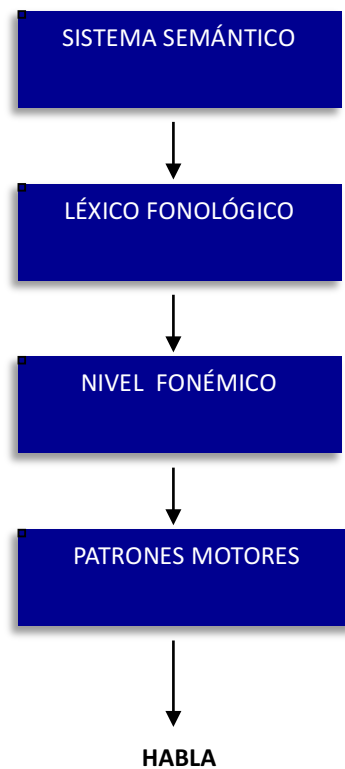 SISTEMA SEMÁNTICO
LÉXICO FONOLÓGICO
NIVEL FONÉMICO
PATRONES MOTORES
HABLA